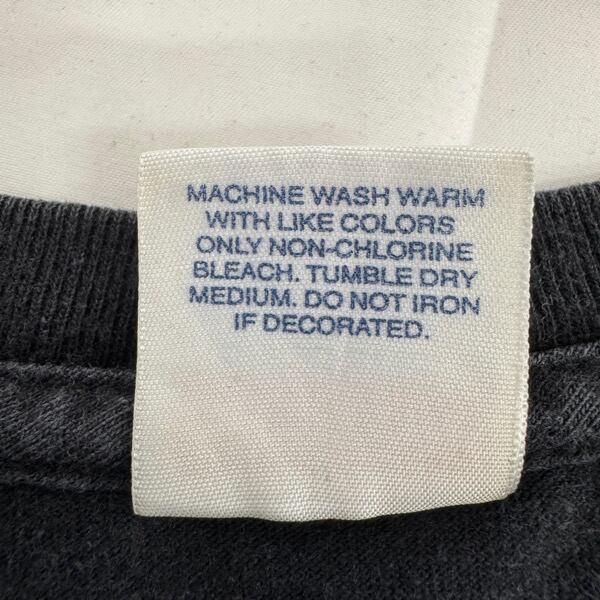 MACHINE WASH WARM
WITH LIKE COLORS
ONLY NON-CHLORINE
BLEACH. TUMBLE DRY
MEDIUM. DO NOT IRON
IF DECORATED.